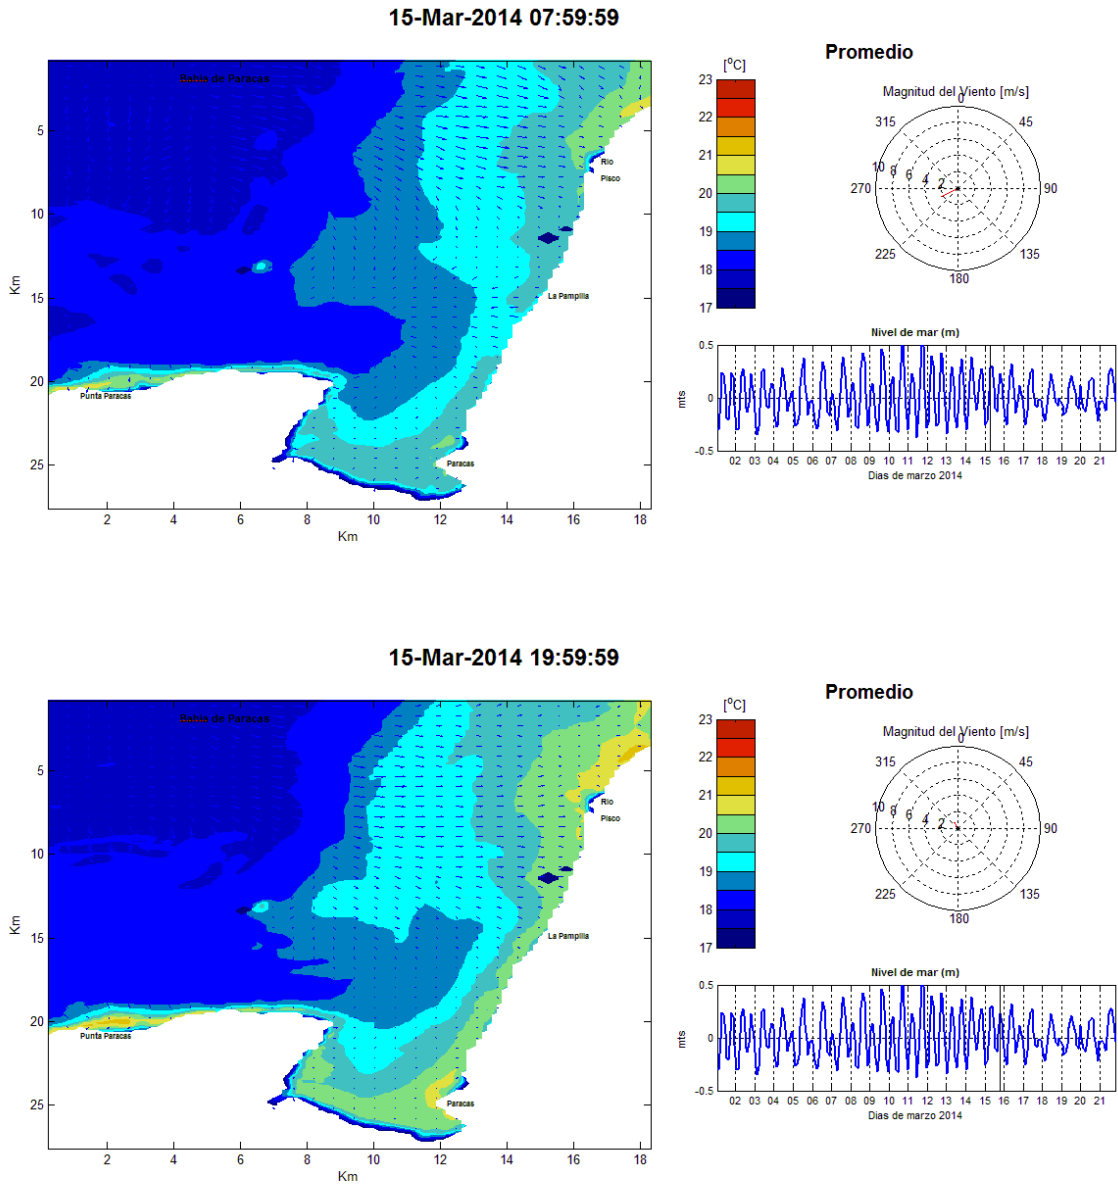 15-Mar-2014 07:59:59
Bahía de Paracas
Rio
Pisco
La Pampilla
Punta Paracas
Paracas
5
10
15
20
25
Km
2 4 6 8 10 12 14 16 18
Km
[°C]
23
22
21
20
19
18
17
Promedio
Magnitud del Viento [m/s]
0
315 45
10 8 6 4 2
270 90
225 135
180
Nivel de mar (m)
0.5
0
-0.5
mts
02 03 04 05 06 07 08 09 10 11 12 13 14 15 16 17 18 19 20 21
Dias de marzo 2014
15-Mar-2014 19:59:59
Bahía de Paracas
Rio
Pisco
La Pampilla
Punta Paracas
Paracas
5
10
15
20
25
Km
2 4 6 8 10 12 14 16 18
Km
[°C]
23
22
21
20
19
18
17
Promedio
Magnitud del Viento [m/s]
0
315 45
10 8 6 4 2
270 90
225 135
180
Nivel de mar (m)
0.5
0
-0.5
mts
02 03 04 05 06 07 08 09 10 11 12 13 14 15 16 17 18 19 20 21
Dias de marzo 2014